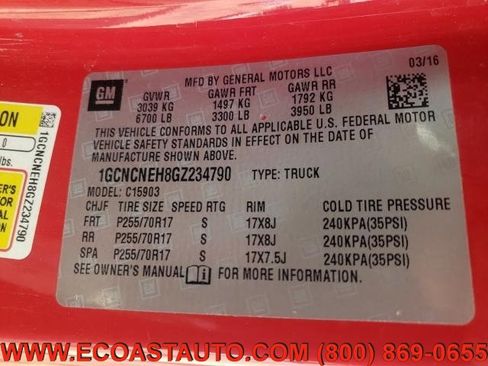 03/16
MFD BY GENERAL MOTORS LLC
GM
GVWR GAWR FRT GAWR RR
3039 KG 1497 KG 1792 KG
6700 LB 3300 LB 3950 LB
THIS VEHICLE CONFORMS TO ALL APPLICABLE U.S. FEDERAL MOTOR
VEHICLE SAFETY STANDARDS IN EFFECT ON THE DATE OF
MANUFACTURE SHOWN ABOVE.
1GCNCNEH8GZ234790 TYPE: TRUCK
MODEL: C15903
CHJF TIRE SIZE SPEED RTG RIM COLD TIRE PRESSURE
FRT P255/70R17 S 17X8J 240KPA(35PSI)
RR P255/70R17 S 17X8J 240KPA(35PSI)
SPA P255/70R17 S 17X7.5J 240KPA(35PSI)
SEE OWNER'S MANUAL
ON
0
lbs.
1GCNCNEH8GZ234790
WWW.ECOASTAUTO.COM (800) 869-0655